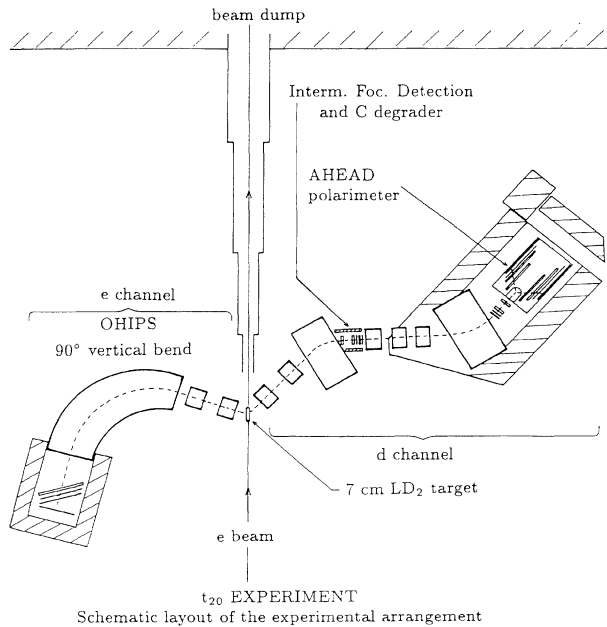 beam dump
Interm. Foc. Detection
and C degrader
AHEAD
polarimeter
e channel
OHIPS
90° vertical bend
d channel
7 cm LD₂ target
e beam
t₂₀ EXPERIMENT
Schematic layout of the experimental arrangement